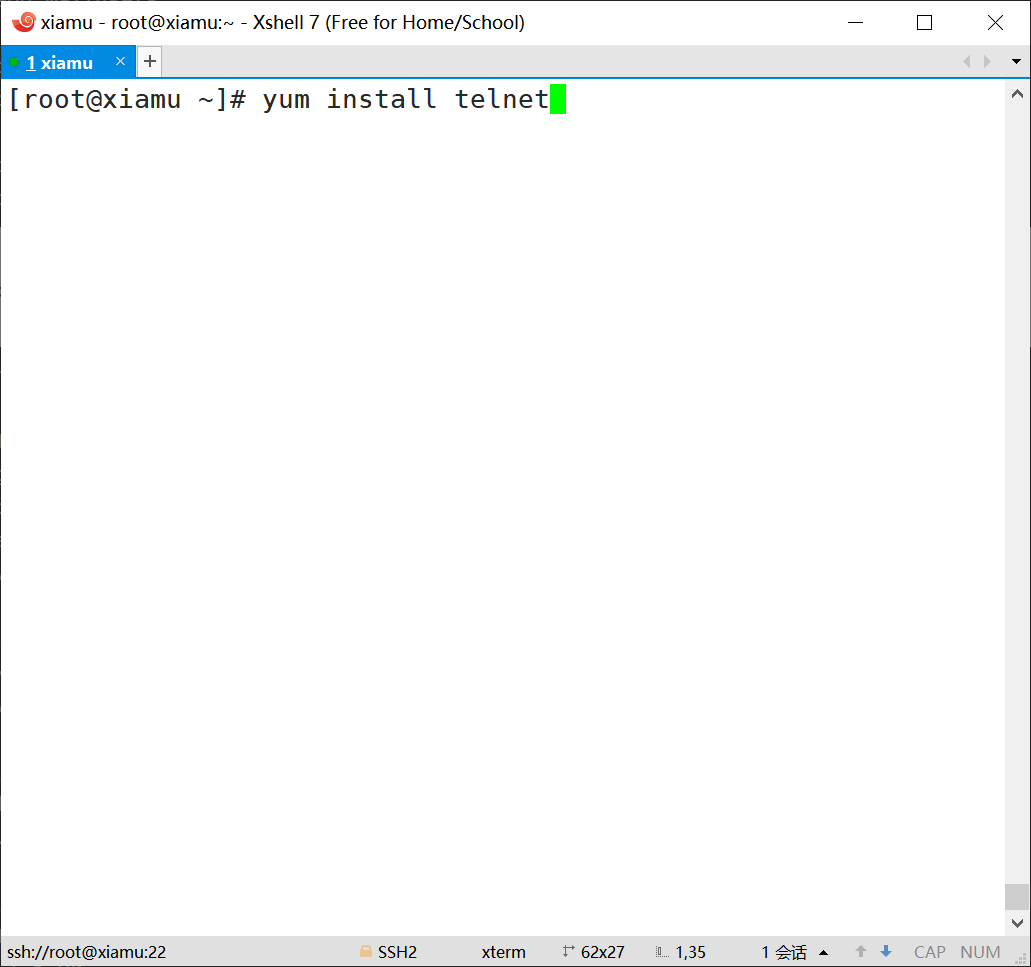 xiamu - root@xiamu:~ - Xshell 7 (Free for Home/School)
1 xiamu × +
[root@xiamu ~]# yum install telnet
ssh://root@xiamu:22 SSH2 xterm 62x27 1,35 1 会话 CAP NUM